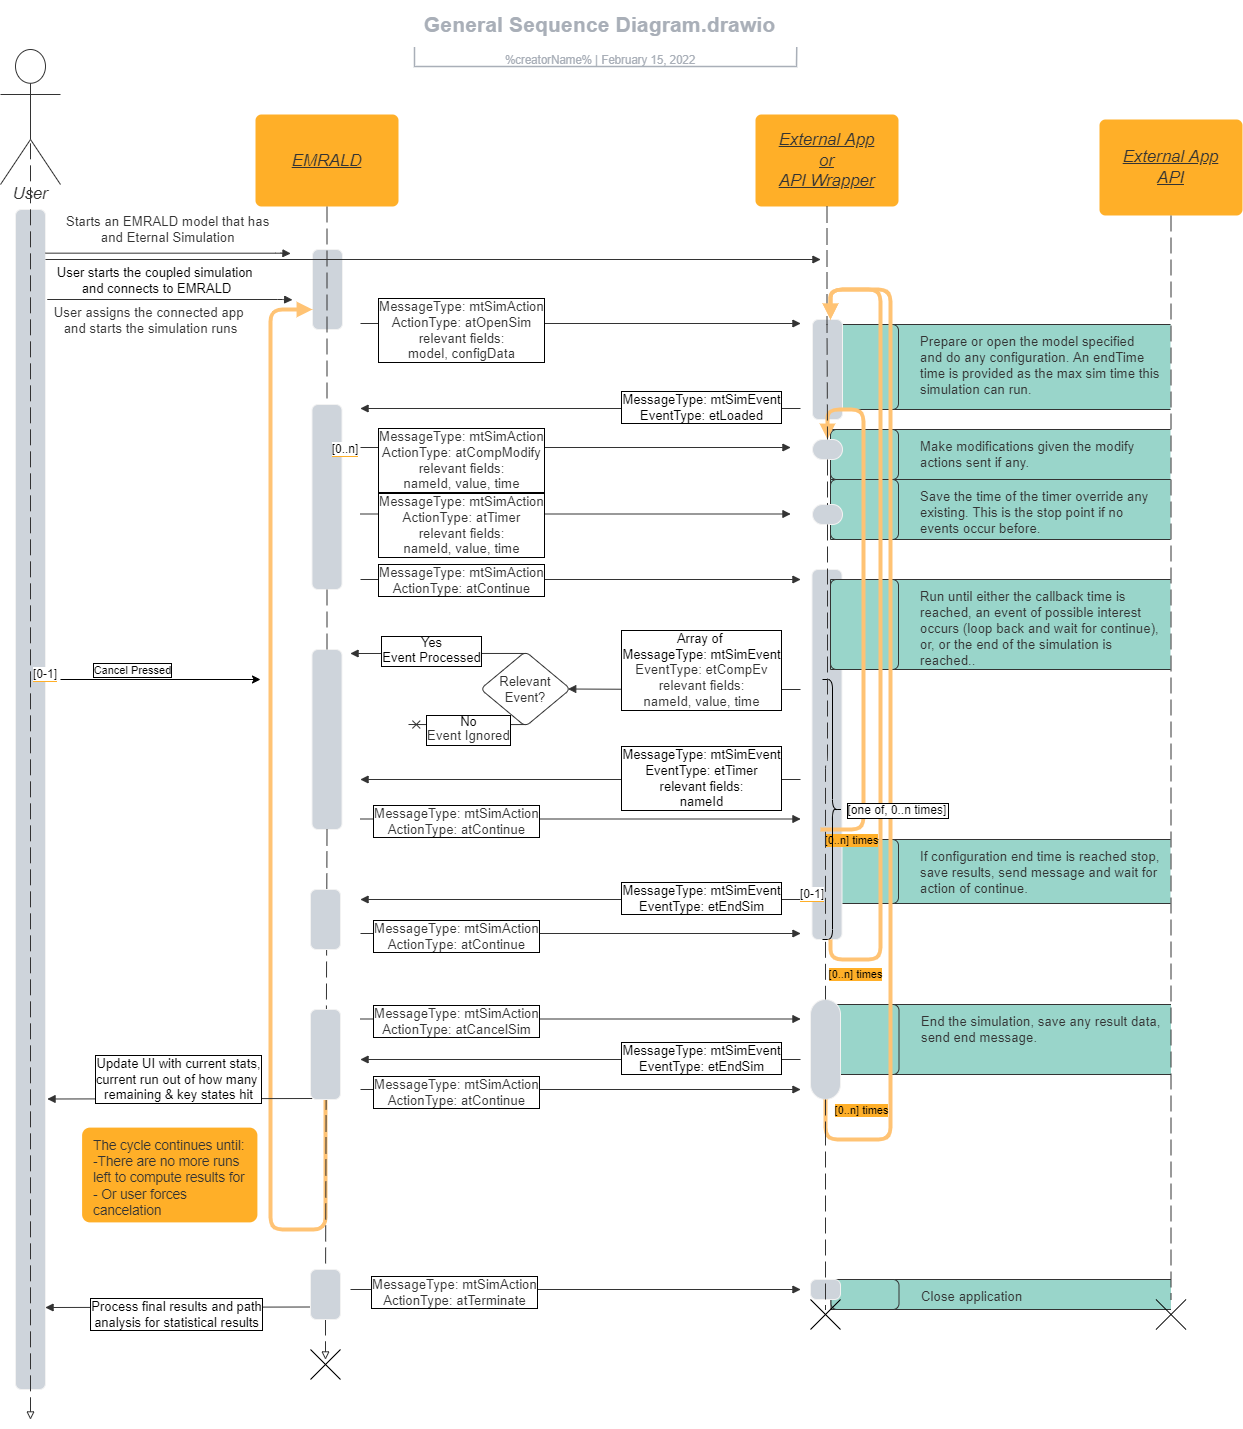 General Sequence Diagram.drawio
%creatorName% | February 15, 2022
User
EMRALD
External App
or
API Wrapper
External App
API
Starts an EMRALD model that has
and Eternal Simulation
User starts the coupled simulation
and connects to EMRALD
User assigns the connected app
and starts the simulation runs
MessageType: mtSimAction
ActionType: atOpenSim
relevant fields:
model, configData
Prepare or open the model specified
and do any configuration. An endTime
time is provided as the max sim time this
simulation can run.
MessageType: mtSimEvent
EventType: etLoaded
[0..n]
MessageType: mtSimAction
ActionType: atCompModify
relevant fields:
nameId, value, time
Make modifications given the modify
actions sent if any.
MessageType: mtSimAction
ActionType: atTimer
relevant fields:
nameId, value, time
Save the time of the timer override any
existing. This is the stop point if no
events occur before.
MessageType: mtSimAction
ActionType: atContinue
Run until either the callback time is
reached, an event of possible interest
occurs (loop back and wait for continue),
or, or the end of the simulation is
reached..
Yes
Event Processed
Array of
MessageType: mtSimEvent
EventType: etCompEv
relevant fields:
nameId, value, time
[0-1]
Cancel Pressed
Relevant
Event?
No
Event Ignored
MessageType: mtSimEvent
EventType: etTimer
relevant fields:
nameId
[one of, 0..n times]
MessageType: mtSimAction
ActionType: atContinue
[0..n] times
If configuration end time is reached stop,
save results, send message and wait for
action of continue.
MessageType: mtSimEvent
EventType: etEndSim
[0-1]
MessageType: mtSimAction
ActionType: atContinue
[0..n] times
MessageType: mtSimAction
ActionType: atCancelSim
End the simulation, save any result data,
send end message.
MessageType: mtSimEvent
EventType: etEndSim
Update UI with current stats,
current run out of how many
remaining & key states hit
MessageType: mtSimAction
ActionType: atContinue
[0..n] times
The cycle continues until:
-There are no more runs
left to compute results for
- Or user forces
cancelation
MessageType: mtSimAction
ActionType: atTerminate
Close application
Process final results and path
analysis for statistical results